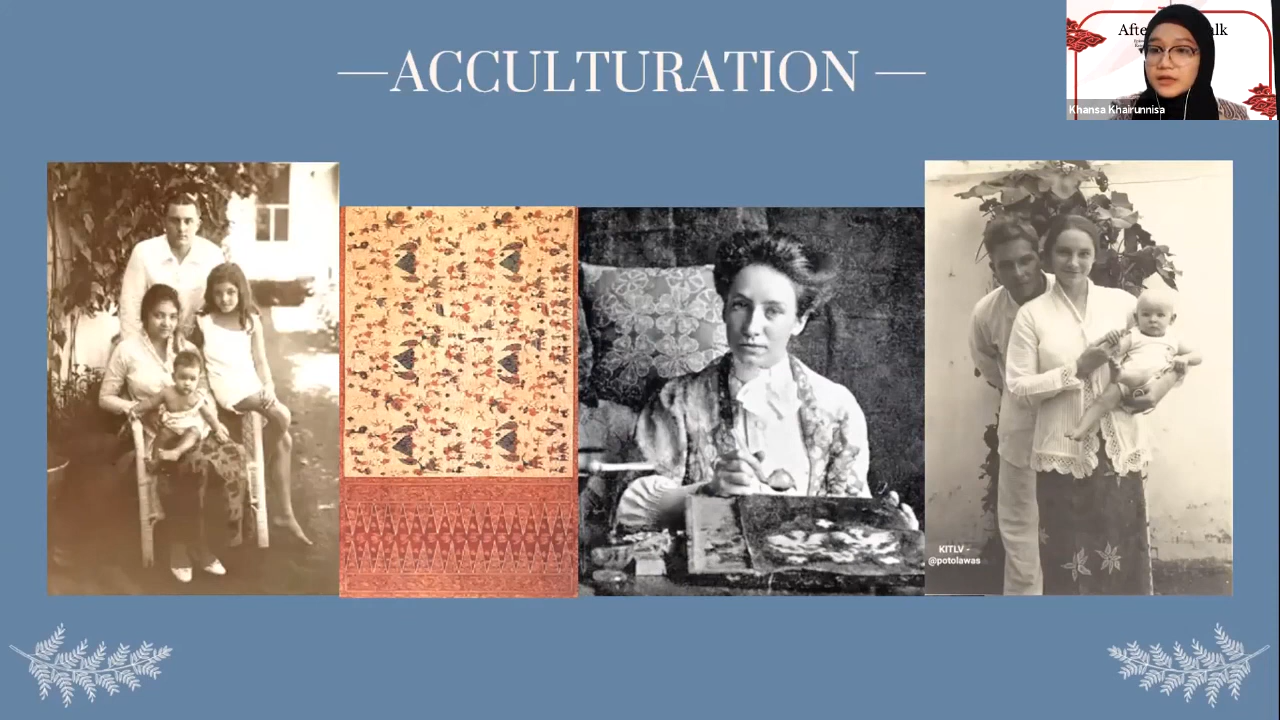 —ACCULTURATION—
Khansa Khairunnisa
KITLV -
@potolawas